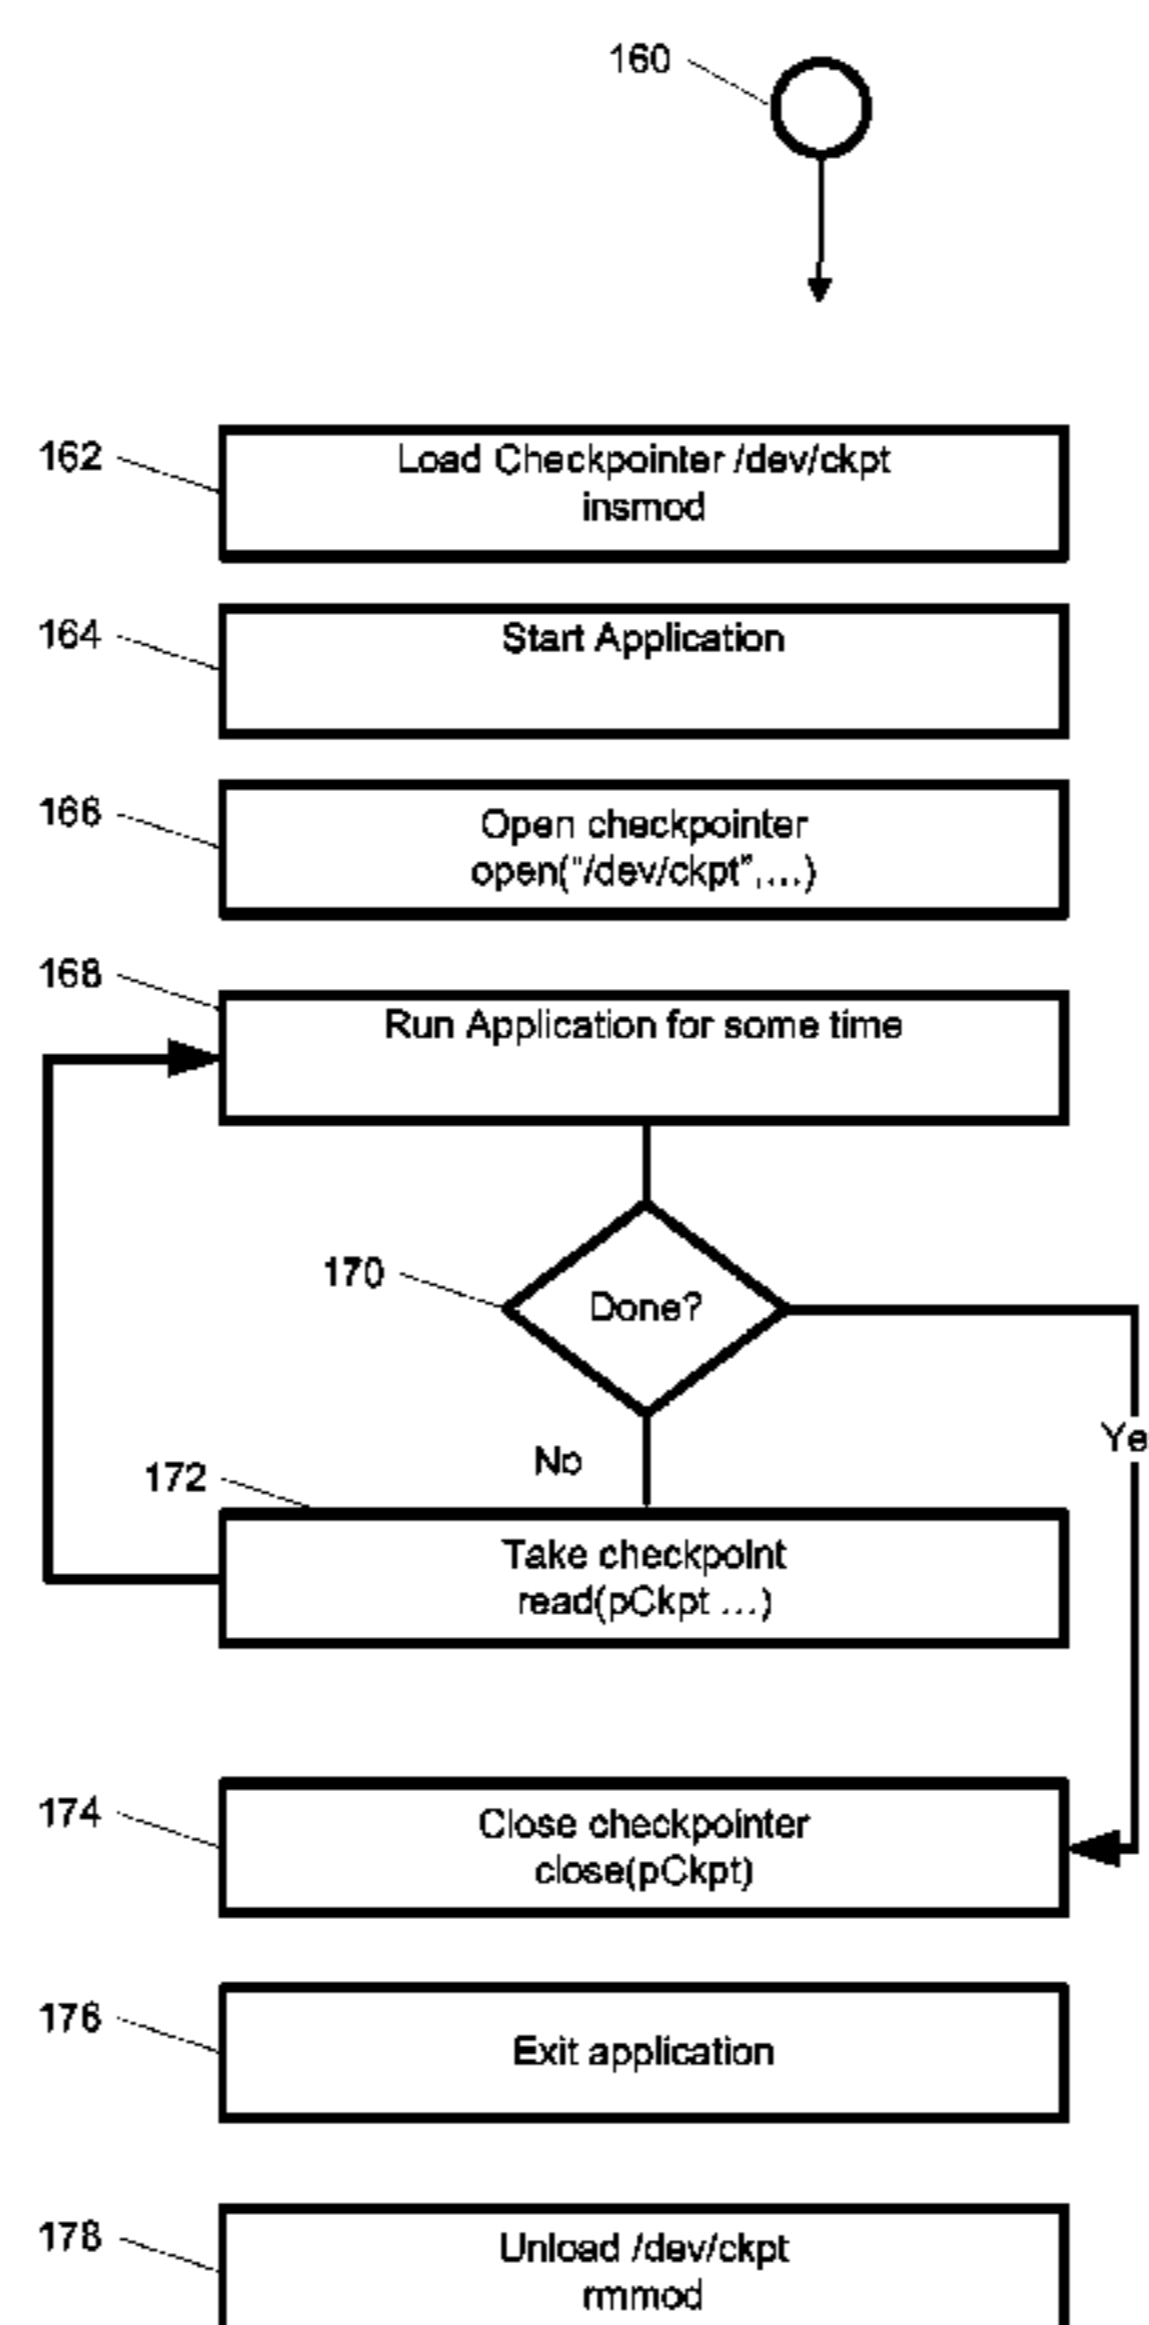 160
162
Load Checkpointer /dev/ckpt
insmod
164
Start Application
166
Open checkpointer
open("/dev/ckpt",...)
168
Run Application for some time
170
Done?
No
Ye
172
Take checkpoint
read(pCkpt ...)
174
Close checkpointer
close(pCkpt)
176
Exit application
178
Unload /dev/ckpt
rmmod